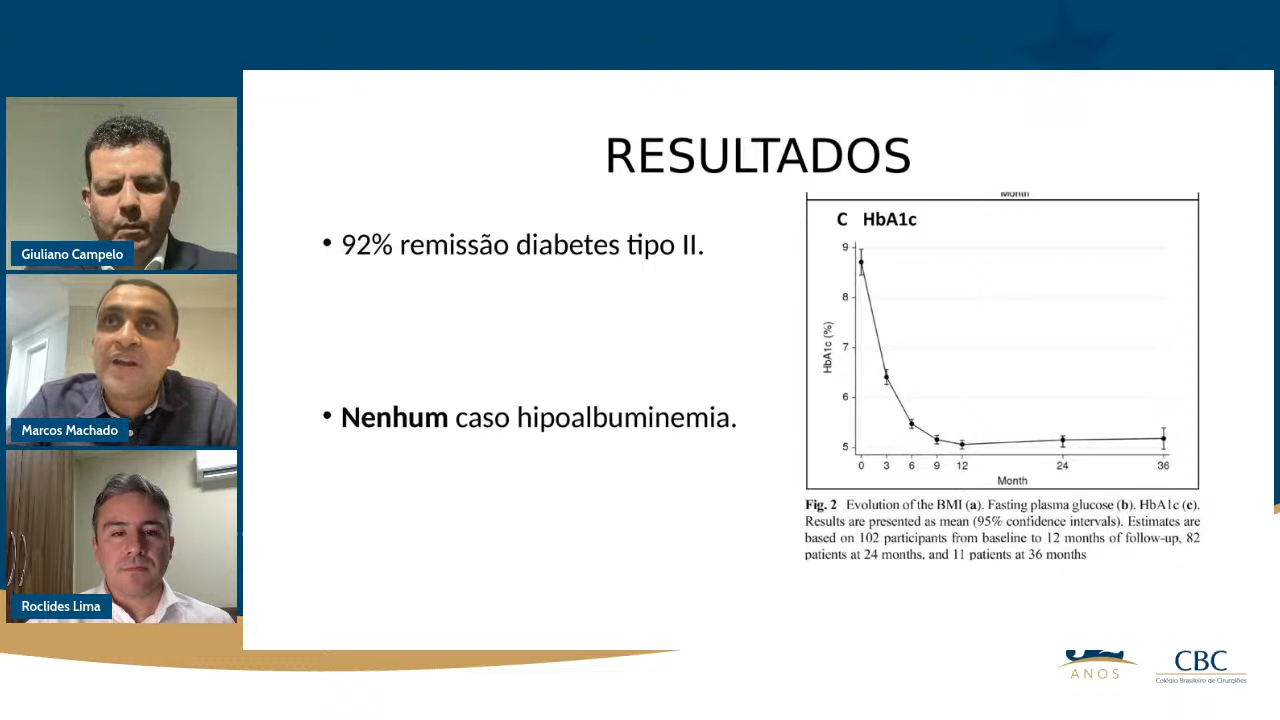 RESULTADOS
• 92% remissão diabetes tipo II.
• Nenhum caso hipoalbuminemia.
Month
C HbA1c
HbA1c (%)
9
8
7
6
5
0 3 6 9 12 24 36
Month
Fig. 2 Evolution of the BMI (a). Fasting plasma glucose (b). HbA1c (c).
Results are presented as mean (95% confidence intervals). Estimates are
based on 102 participants from baseline to 12 months of follow-up, 82
patients at 24 months, and 11 patients at 36 months
Giuliano Campelo
Marcos Machado
Roclides Lima
ANOS
CBC
Colégio Brasileiro de Cirurgiões